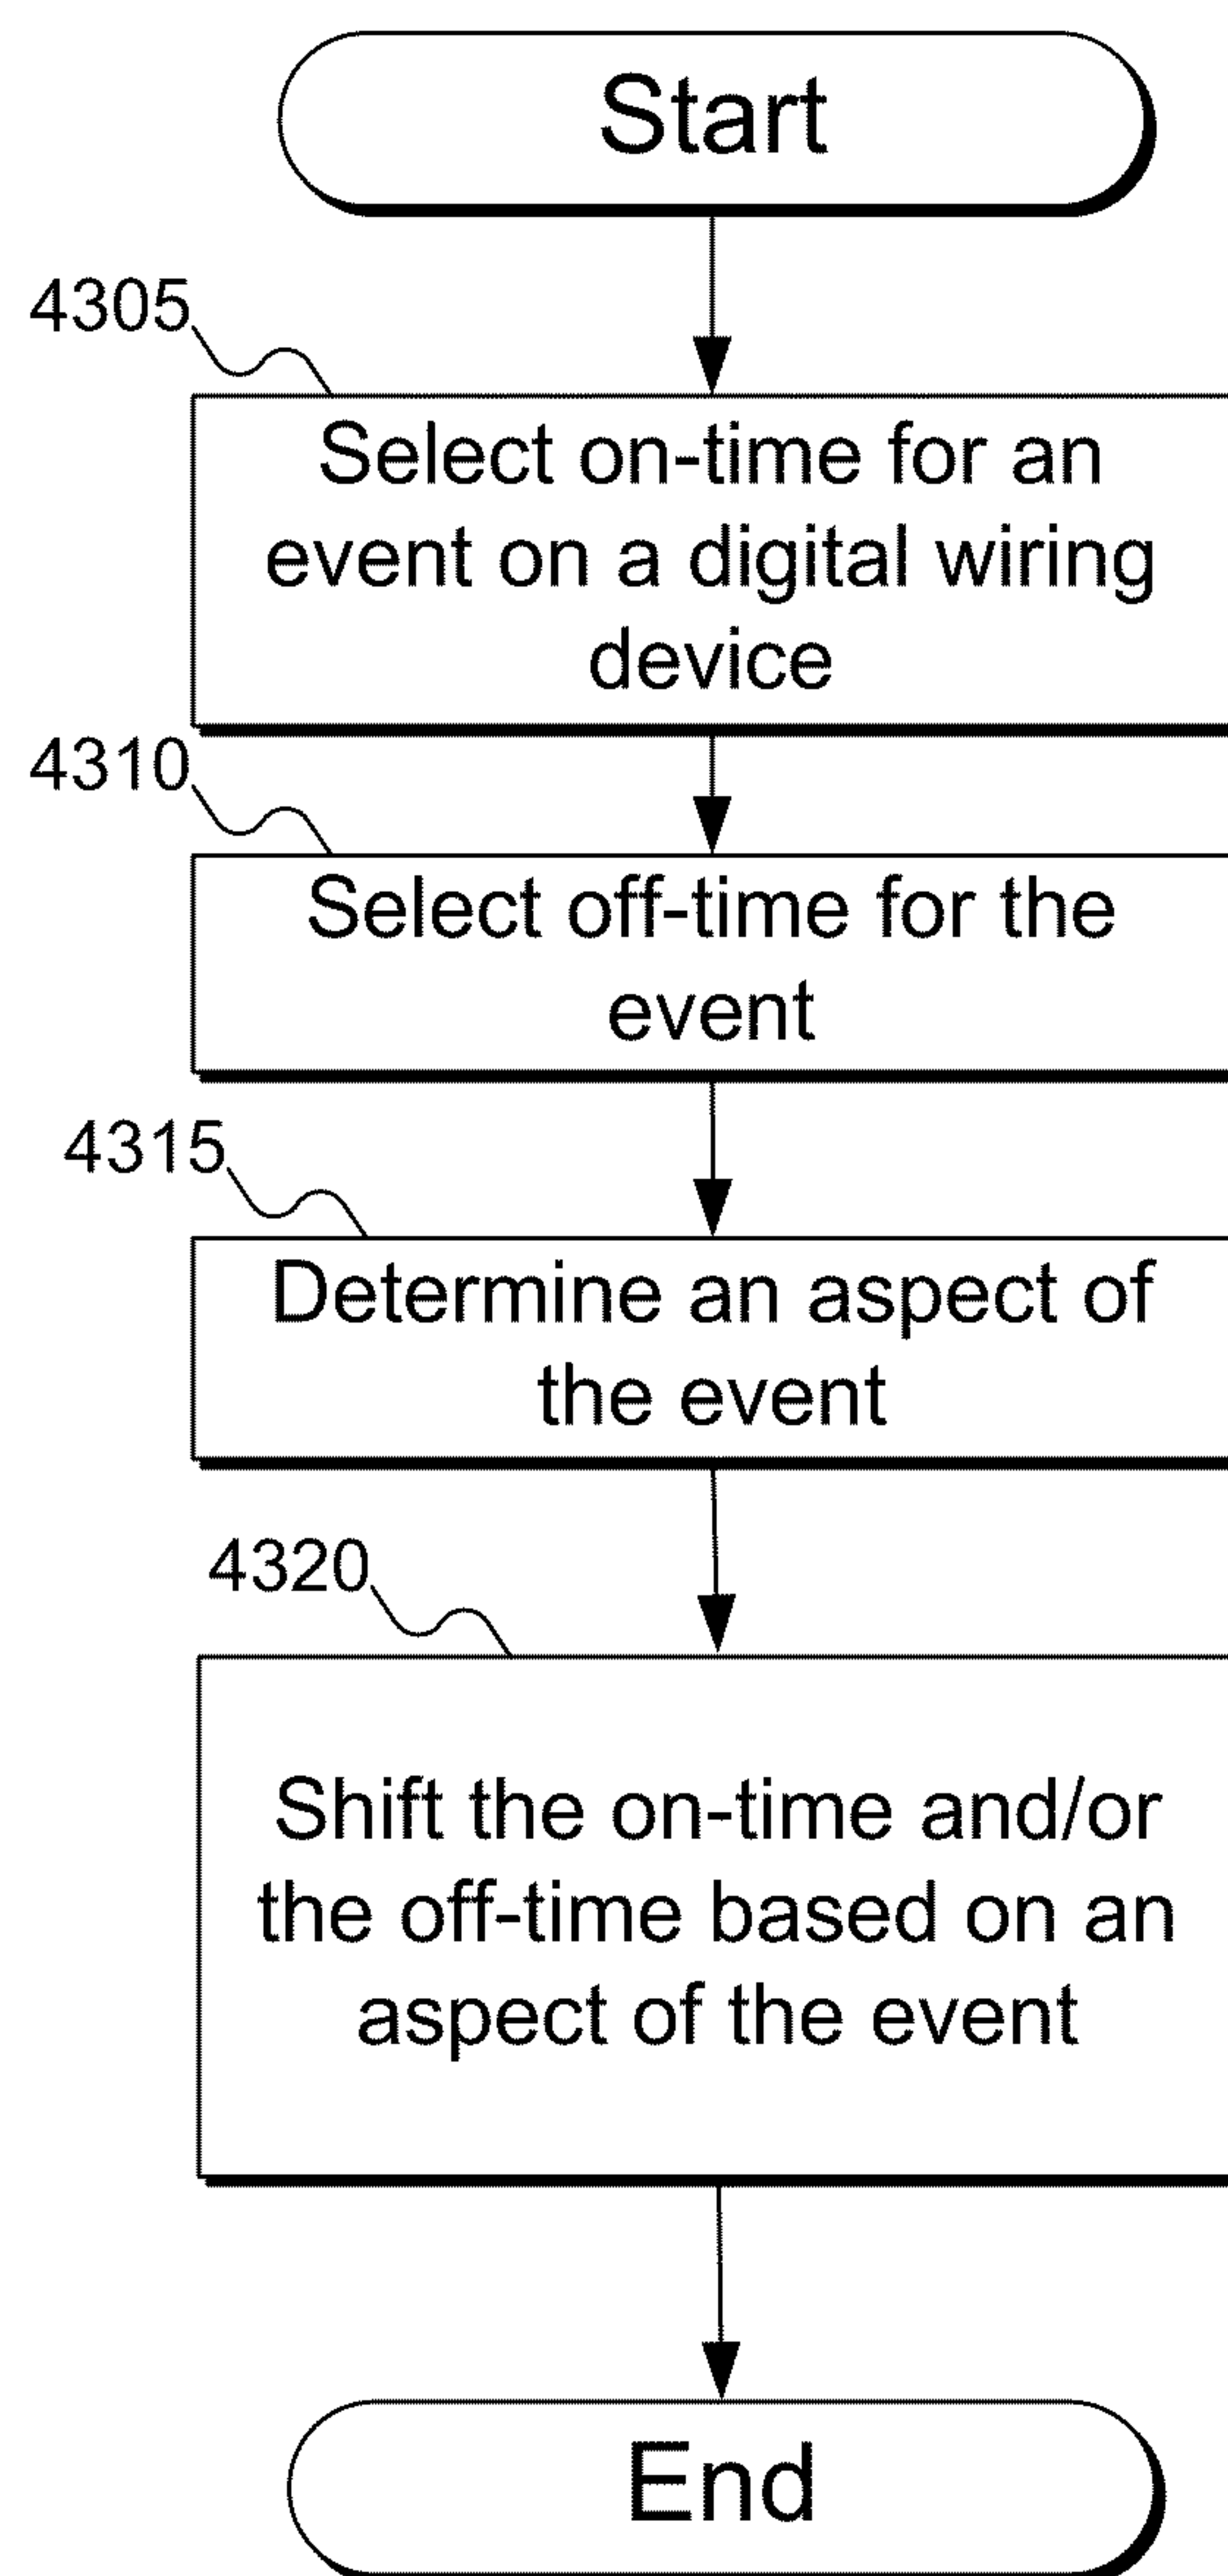 Start
4305
Select on-time for an
event on a digital wiring
device
4310
Select off-time for the
event
4315
Determine an aspect of
the event
4320
Shift the on-time and/or
the off-time based on an
aspect of the event
End